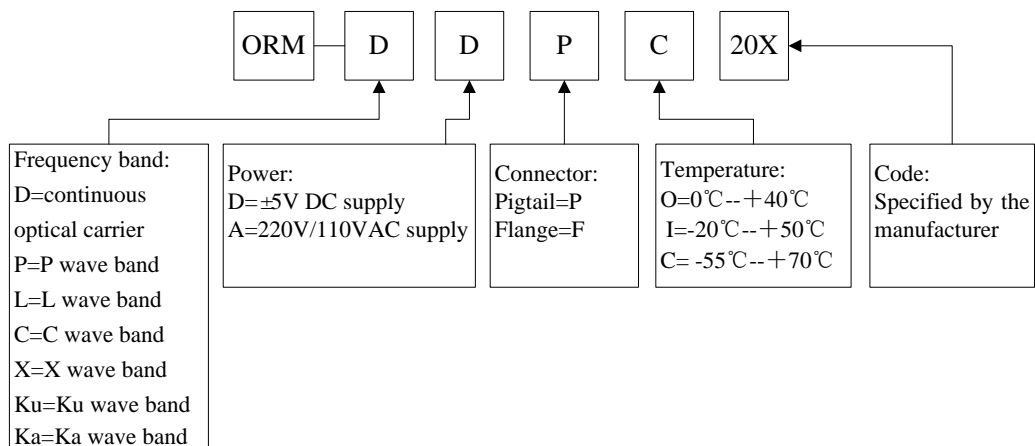 ORM D D P C 20X
Frequency band:
D=continuous
optical carrier
P=P wave band
L=L wave band
C=C wave band
X=X wave band
Ku=Ku wave band
Ka=Ka wave band
Power:
D=±5V DC supply
A=220V/110VAC supply
Connector:
Pigtail=P
Flange=F
Temperature:
O=0℃--＋40℃
I=-20℃--＋50℃
C= -55℃--＋70℃
Code:
Specified by the
manufacturer